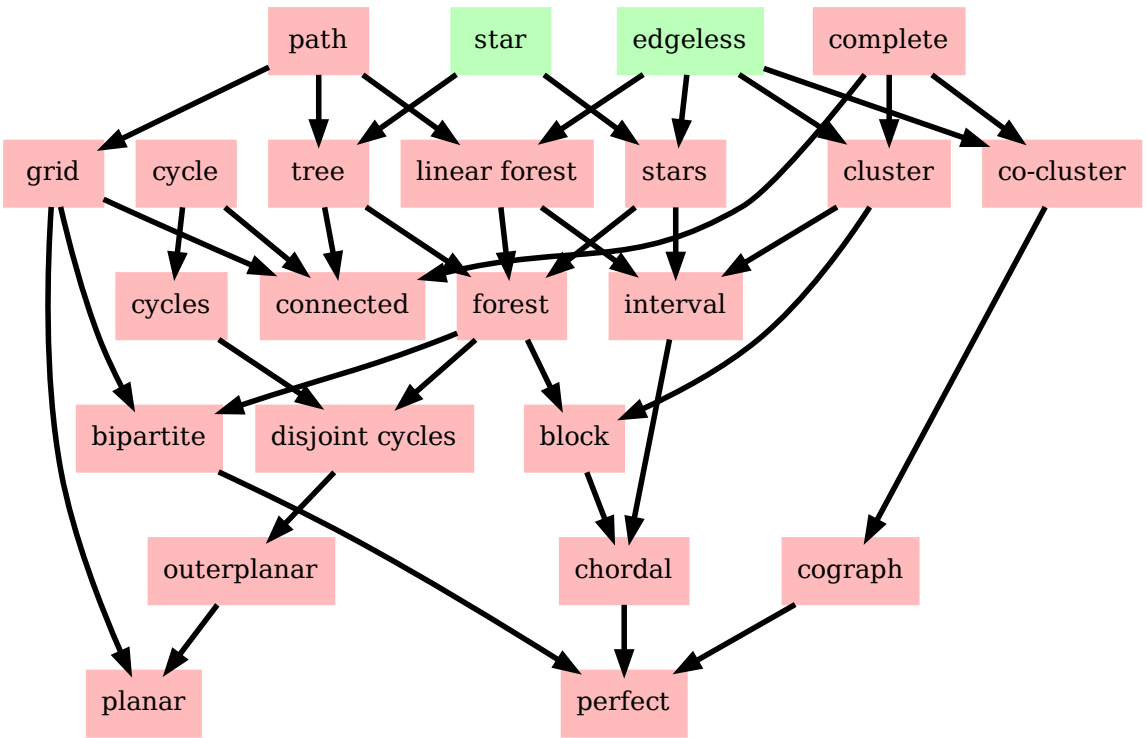 path
star
edgeless
complete
grid
cycle
tree
linear forest
stars
cluster
co-cluster
cycles
connected
forest
interval
bipartite
disjoint cycles
block
outerplanar
chordal
cograph
planar
perfect